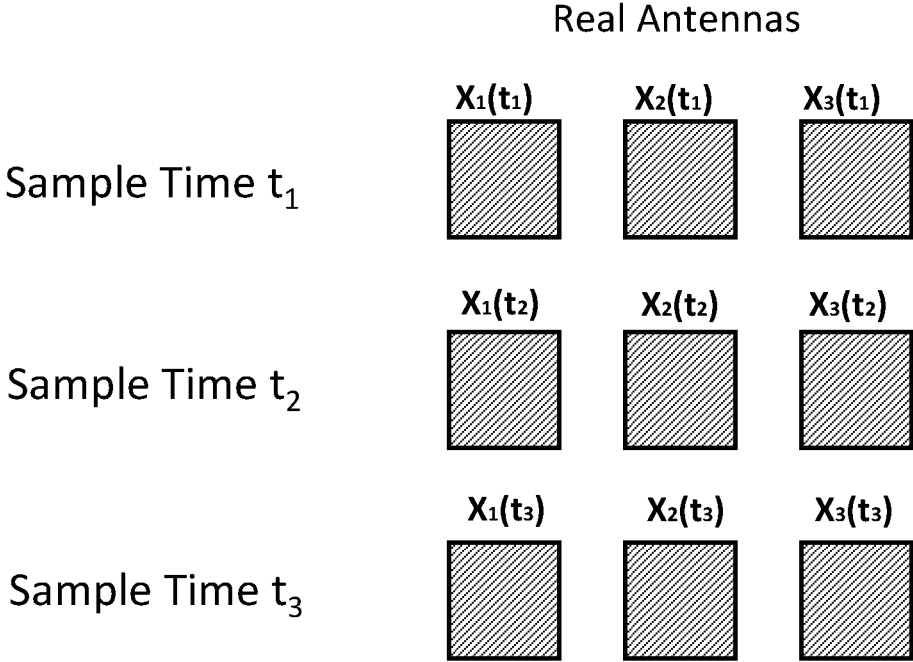 Real Antennas
X₁(t₁) X₂(t₁) X₃(t₁)
Sample Time t₁
X₁(t₂) X₂(t₂) X₃(t₂)
Sample Time t₂
X₁(t₃) X₂(t₃) X₃(t₃)
Sample Time t₃